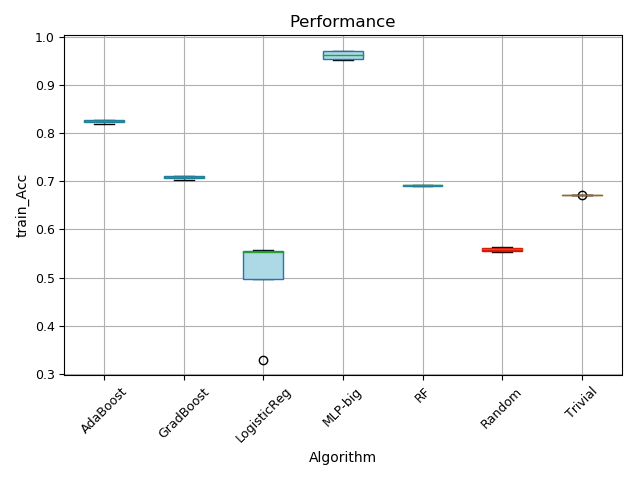 Performance
1.0
0.9
0.8
0.7
0.6
0.5
0.4
0.3
train_Acc
AdaBoost
GradBoost
LogisticReg
MLP-big
RF
Random
Trivial
Algorithm